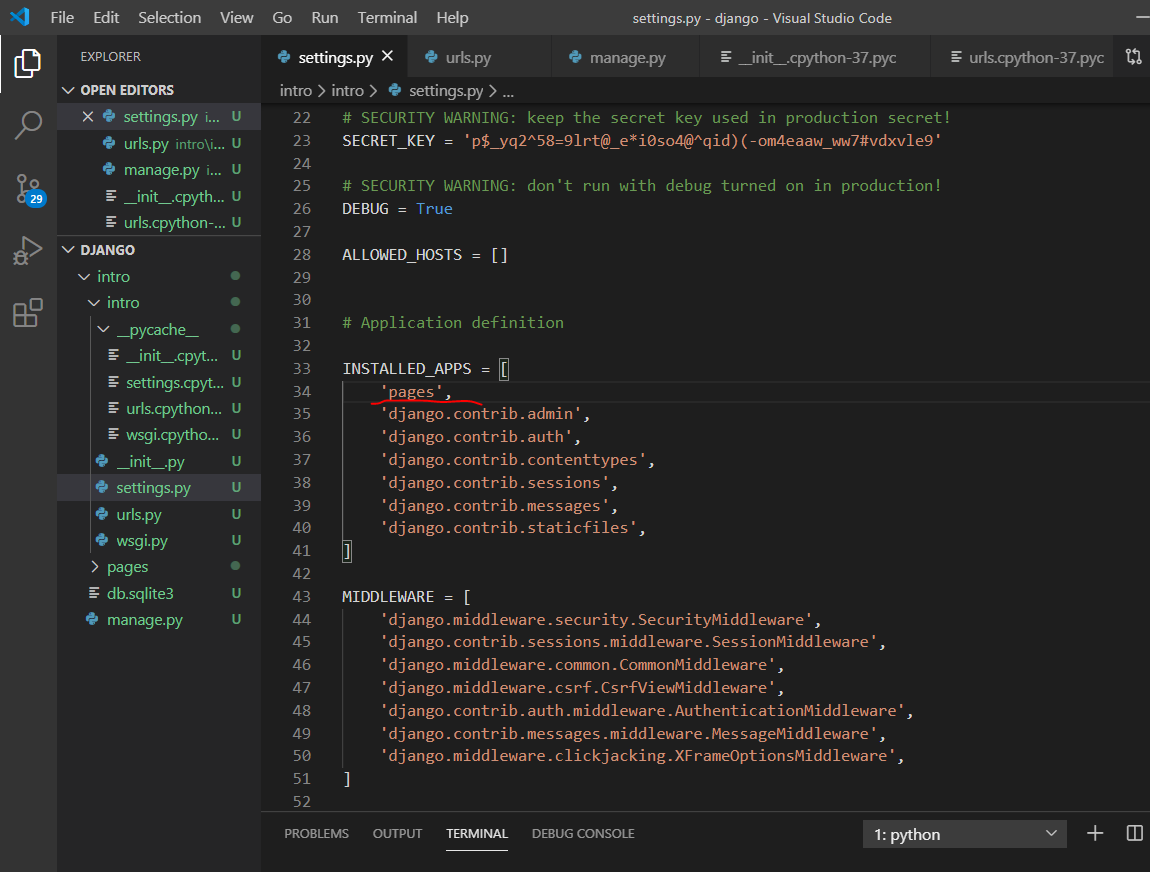 File Edit Selection View Go Run Terminal Help settings.py - django - Visual Studio Code
EXPLORER
settings.py urls.py manage.py __init__.cpython-37.pyc urls.cpython-37.pyc
intro > intro > settings.py > ...
OPEN EDITORS
settings.py i... U
urls.py intro\i... U
manage.py i... U
__init__.cpyth... U
urls.cpython-... U
29
DJANGO
intro
intro
__pycache__
__init__.cpyt... U
settings.cpyt... U
urls.cpython... U
wsgi.cpytho... U
__init__.py U
settings.py U
urls.py U
wsgi.py U
pages
db.sqlite3 U
manage.py U
22 # SECURITY WARNING: keep the secret key used in production secret!
23 SECRET_KEY = 'p$_yq2^58=9lrt@_e*i0so4@^qid)(-om4eaaw_ww7#vdxvle9'
24
25 # SECURITY WARNING: don't run with debug turned on in production!
26 DEBUG = True
27
28 ALLOWED_HOSTS = []
29
30
31 # Application definition
32
33 INSTALLED_APPS = [
34 'pages',
35 'django.contrib.admin',
36 'django.contrib.auth',
37 'django.contrib.contenttypes',
38 'django.contrib.sessions',
39 'django.contrib.messages',
40 'django.contrib.staticfiles',
41 ]
42
43 MIDDLEWARE = [
44 'django.middleware.security.SecurityMiddleware',
45 'django.contrib.sessions.middleware.SessionMiddleware',
46 'django.middleware.common.CommonMiddleware',
47 'django.middleware.csrf.CsrfViewMiddleware',
48 'django.contrib.auth.middleware.AuthenticationMiddleware',
49 'django.contrib.messages.middleware.MessageMiddleware',
50 'django.middleware.clickjacking.XFrameOptionsMiddleware',
51 ]
52
PROBLEMS OUTPUT TERMINAL DEBUG CONSOLE 1: python